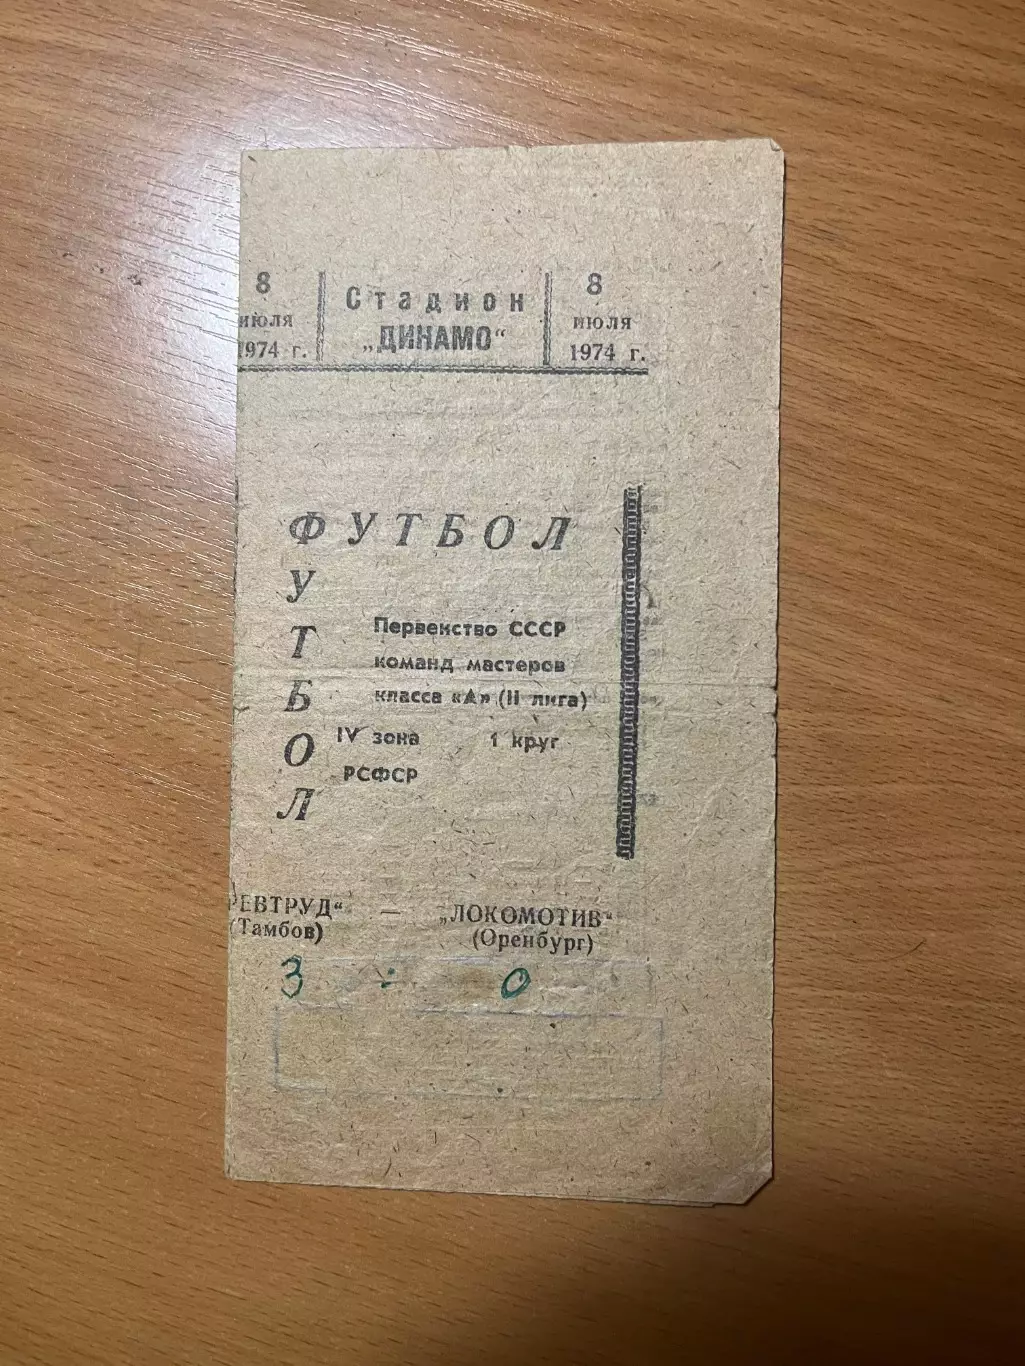 8 Стадион 8
июля „ДИНАМО“ июля
1974 г. 1974 г.
ФУТБОЛ
ФУТБОЛ
Первенство СССР
команд мастеров
класса «А» (II лига)
IV зона 1 круг
РСФСР
РЕВТРУД“ — „ЛОКОМОТИВ“
(Тамбов) (Оренбург)
3 : 0